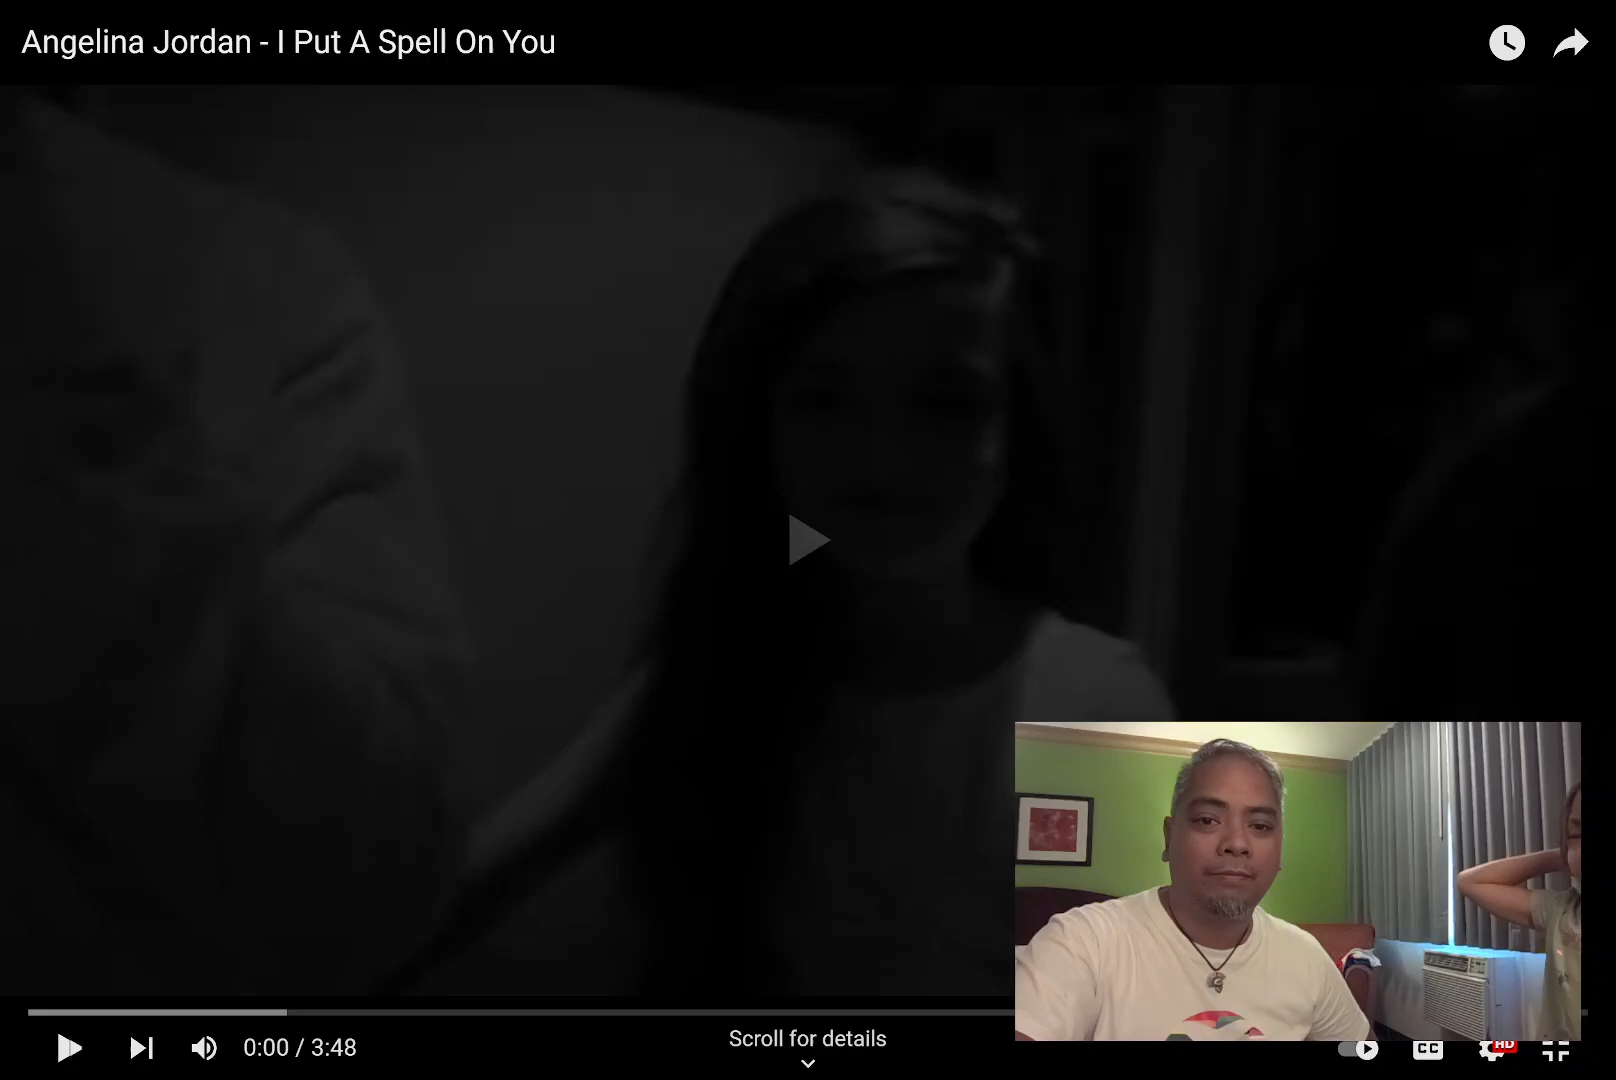 Angelina Jordan - I Put A Spell On You
0:00 / 3:48
Scroll for details
CC
HD